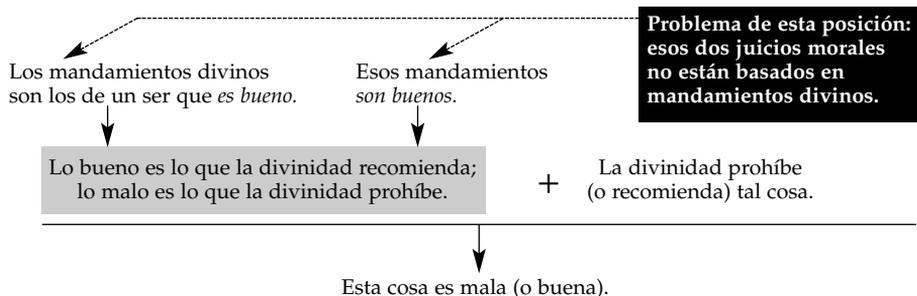 Problema de esta posición:
esos dos juicios morales
no están basados en
mandamientos divinos.
Los mandamientos divinos
son los de un ser que es bueno.
Esos mandamientos
son buenos.
Lo bueno es lo que la divinidad recomienda;
lo malo es lo que la divinidad prohíbe.
+
La divinidad prohíbe
(o recomienda) tal cosa.
Esta cosa es mala (o buena).